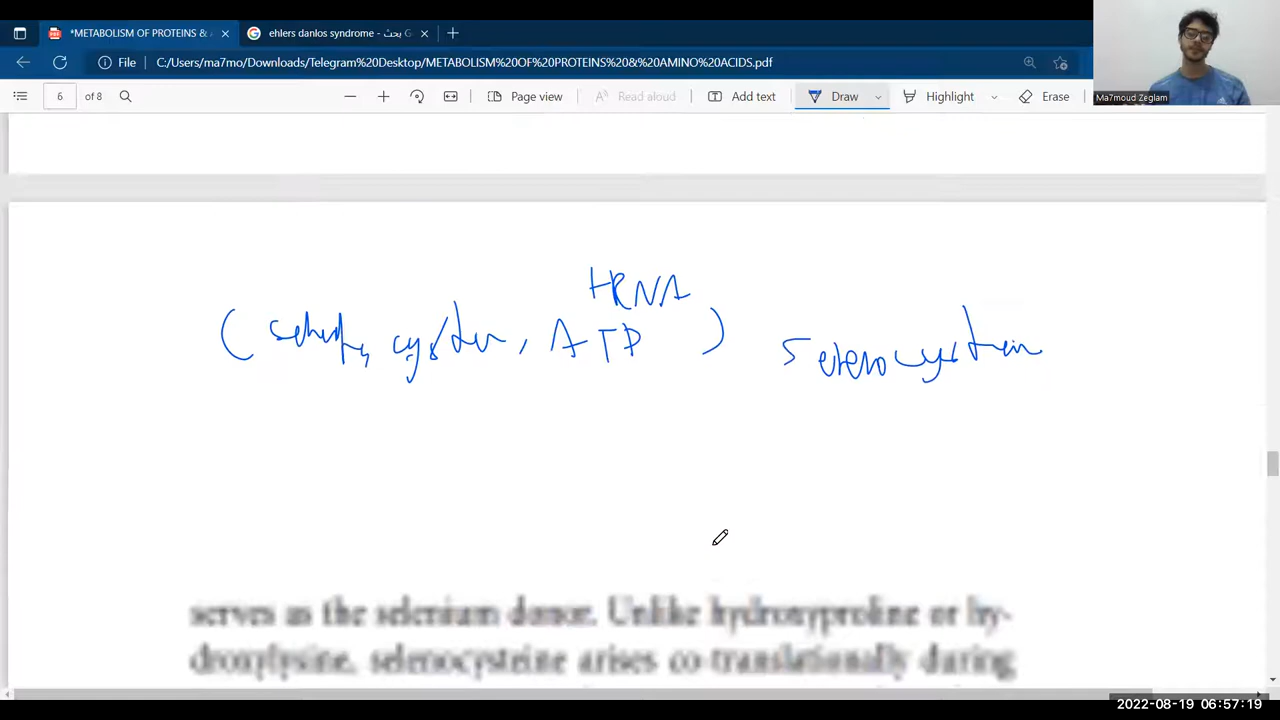 *METABOLISM OF PROTEINS &
ehlers danlos syndrome - بحث G
File
C:/Users/ma7mo/Downloads/Telegram%20Desktop/METABOLISM%20OF%20PROTEINS%20&%20AMINO%20ACIDS.pdf
6 of 8
Page view
Read aloud
Add text
Draw
Highlight
Erase
Ma7moud Zeglam
tRNA
( , cystein, ATP )
serves as the selenium donor. Unlike hydroxyproline or hy-
droxylysine, selenocysteine arises co-translationally during
2022-08-19 06:57:19